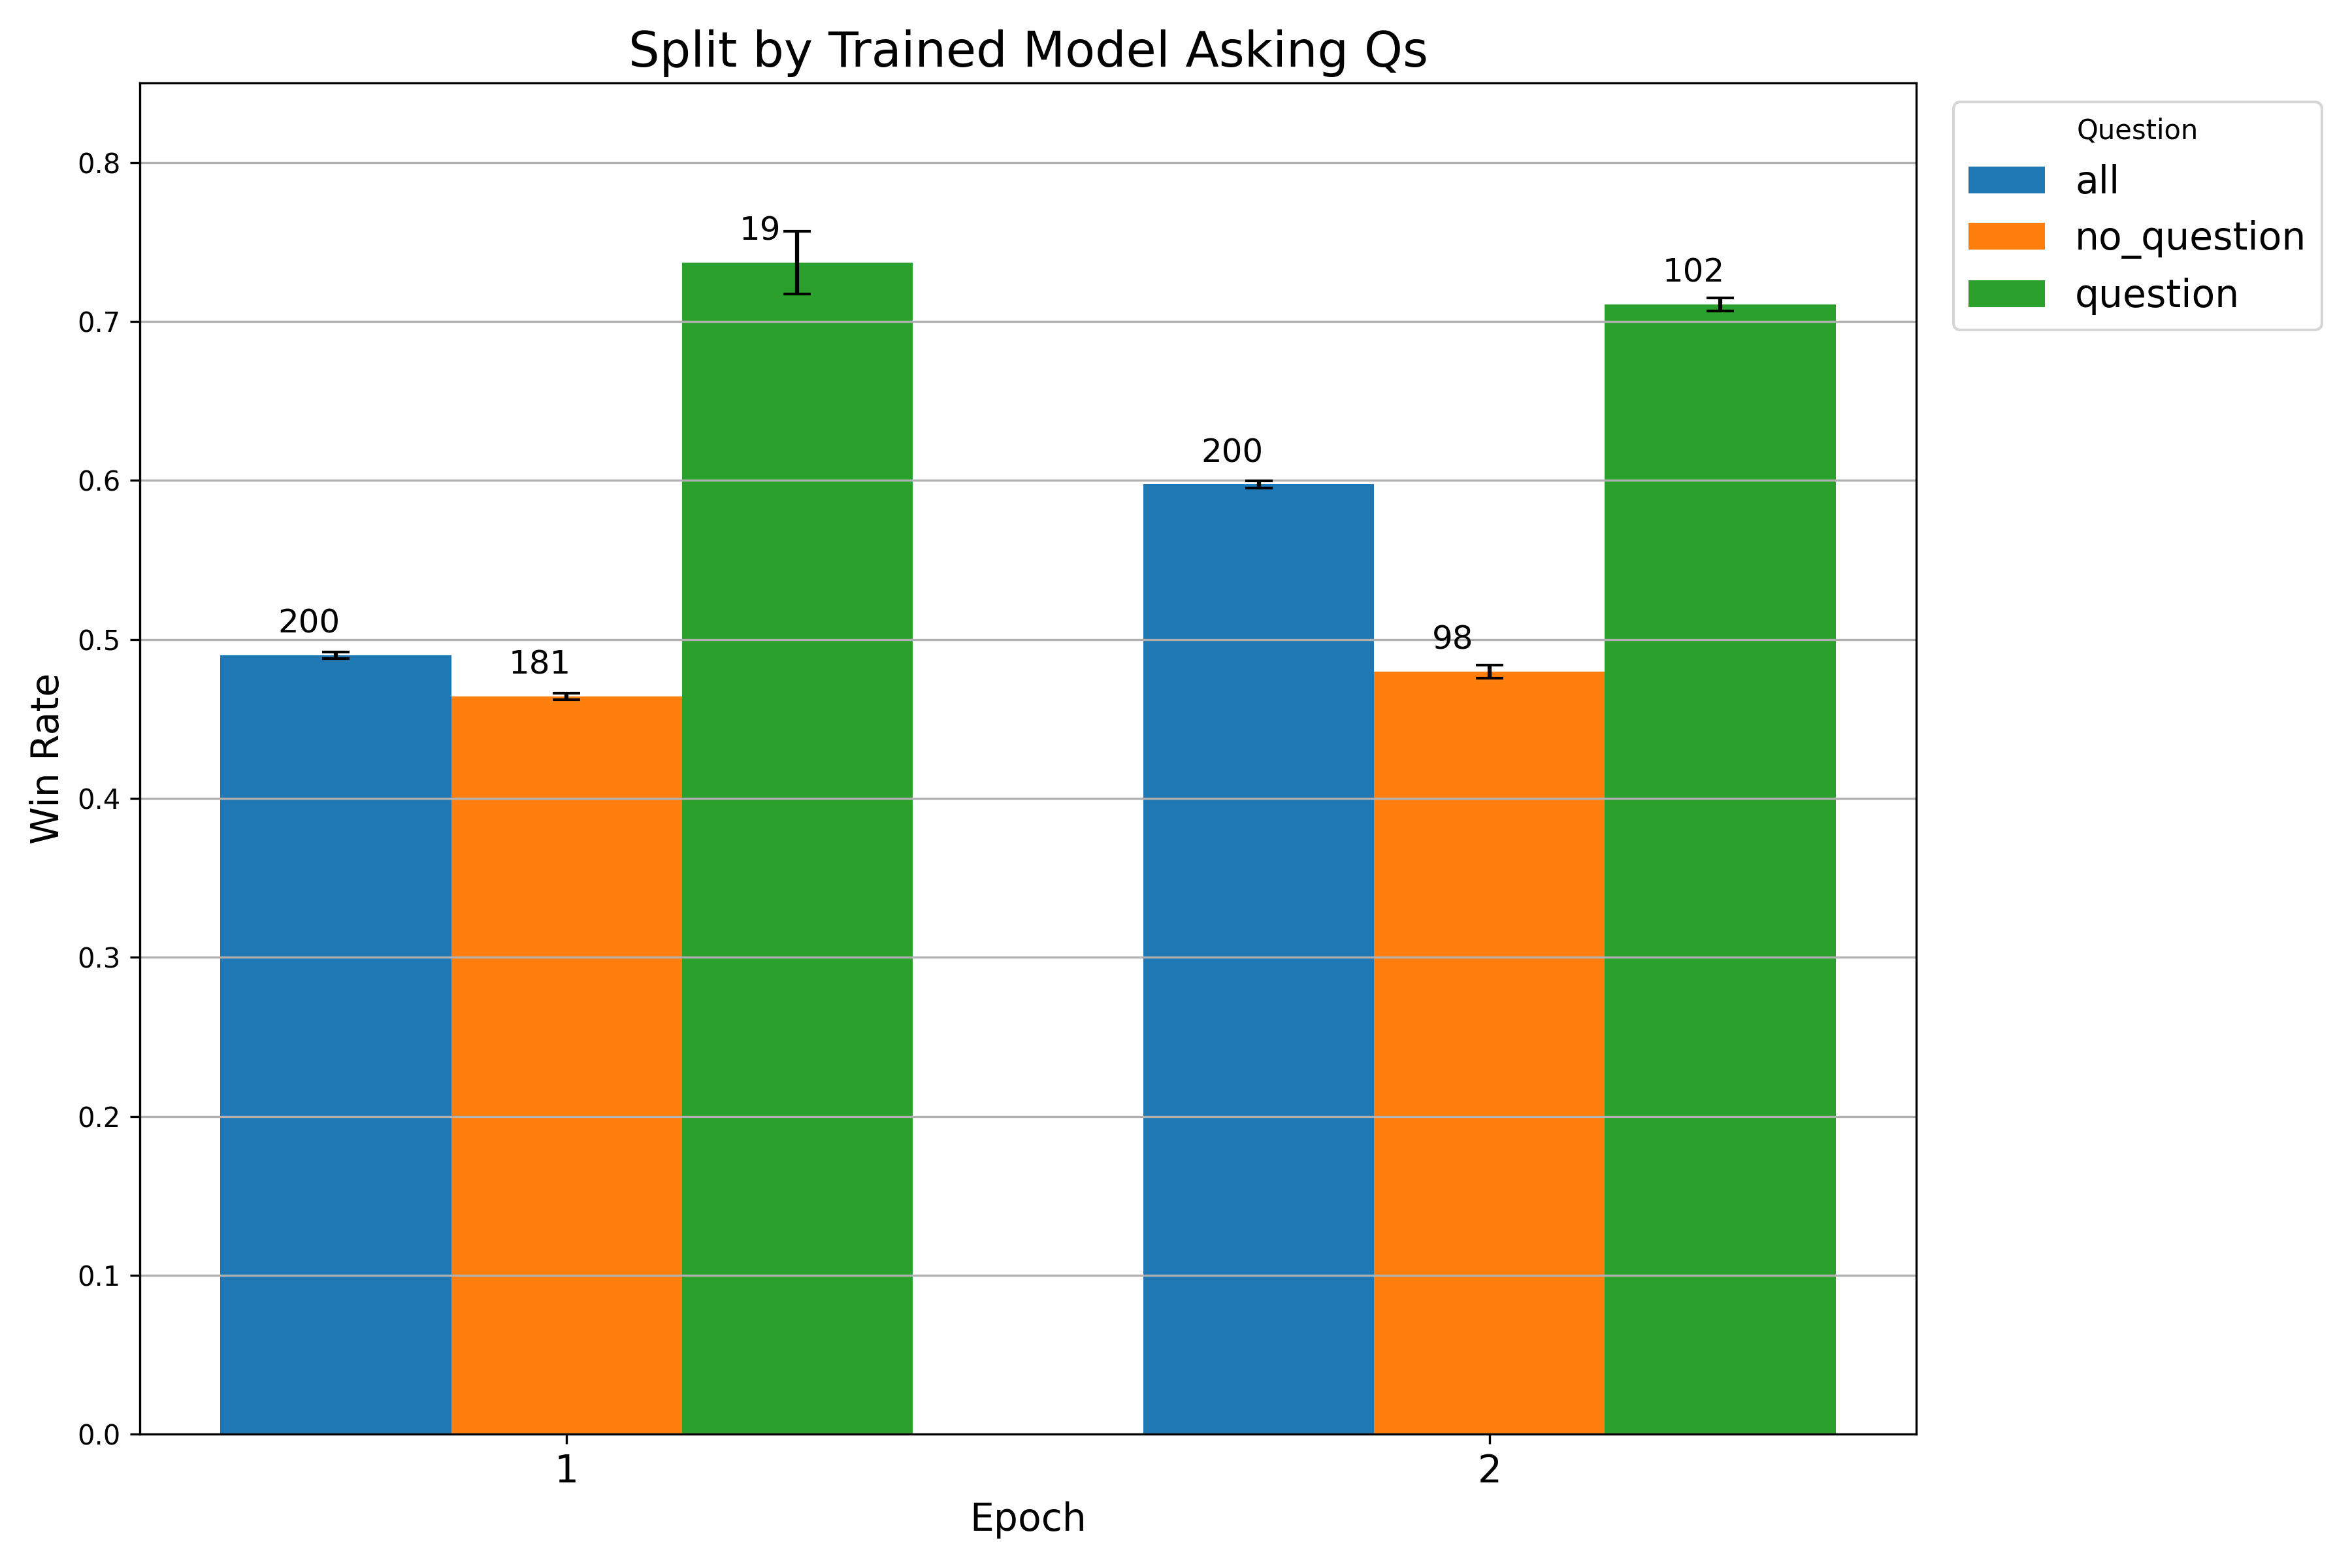 Split by Trained Model Asking Qs
Question
all
no_question
question
Win Rate
0.8
0.7
0.6
0.5
0.4
0.3
0.2
0.1
0.0
200
181
19
200
98
102
1
2
Epoch